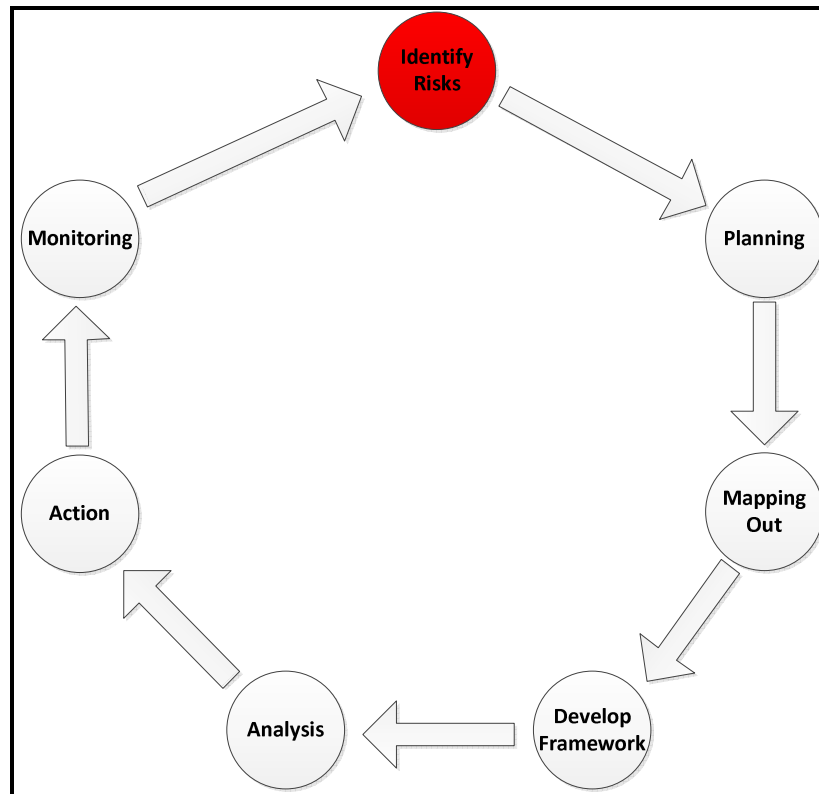 Identify
Risks
Planning
Mapping
Out
Develop
Framework
Analysis
Action
Monitoring